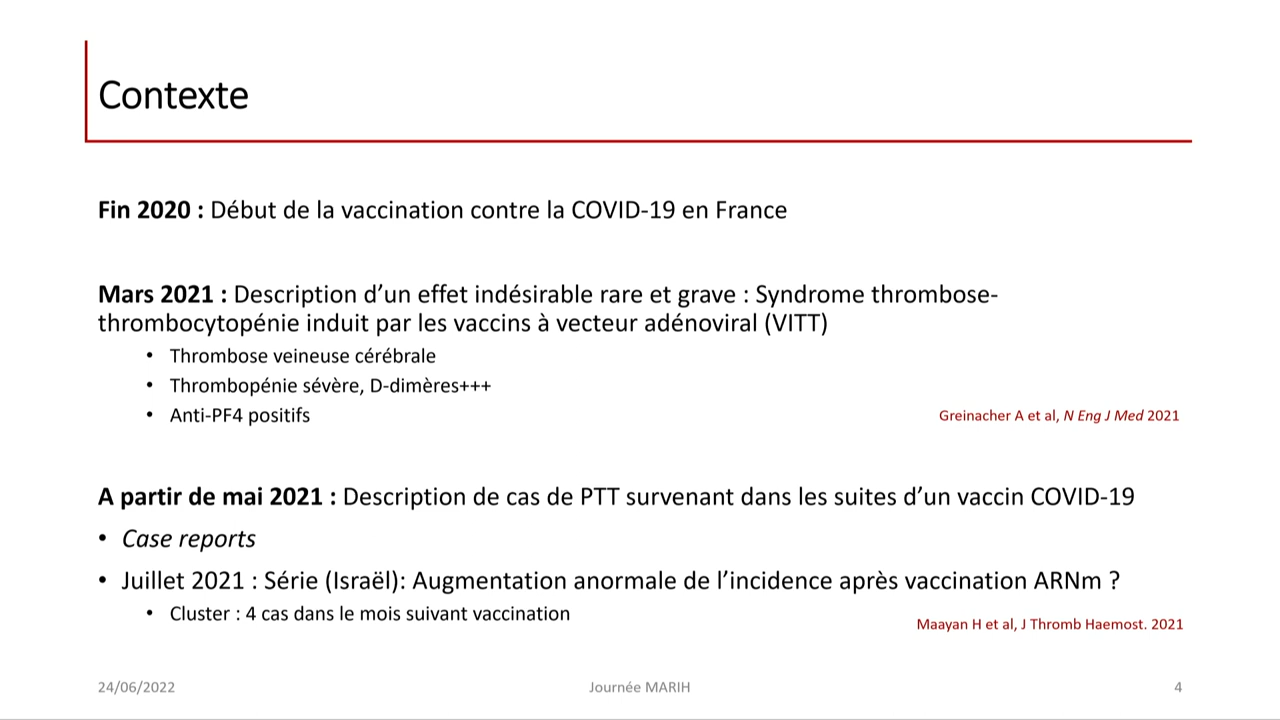 Contexte
Fin 2020 : Début de la vaccination contre la COVID-19 en France
Mars 2021 : Description d’un effet indésirable rare et grave : Syndrome thrombose-
thrombocytopénie induit par les vaccins à vecteur adénoviral (VITT)
• Thrombose veineuse cérébrale
• Thrombopénie sévère, D-dimères+++
• Anti-PF4 positifs
Greinacher A et al, N Eng J Med 2021
A partir de mai 2021 : Description de cas de PTT survenant dans les suites d’un vaccin COVID-19
• Case reports
• Juillet 2021 : Série (Israël): Augmentation anormale de l’incidence après vaccination ARNm ?
• Cluster : 4 cas dans le mois suivant vaccination
Maayan H et al, J Thromb Haemost. 2021
24/06/2022
Journée MARIH
4